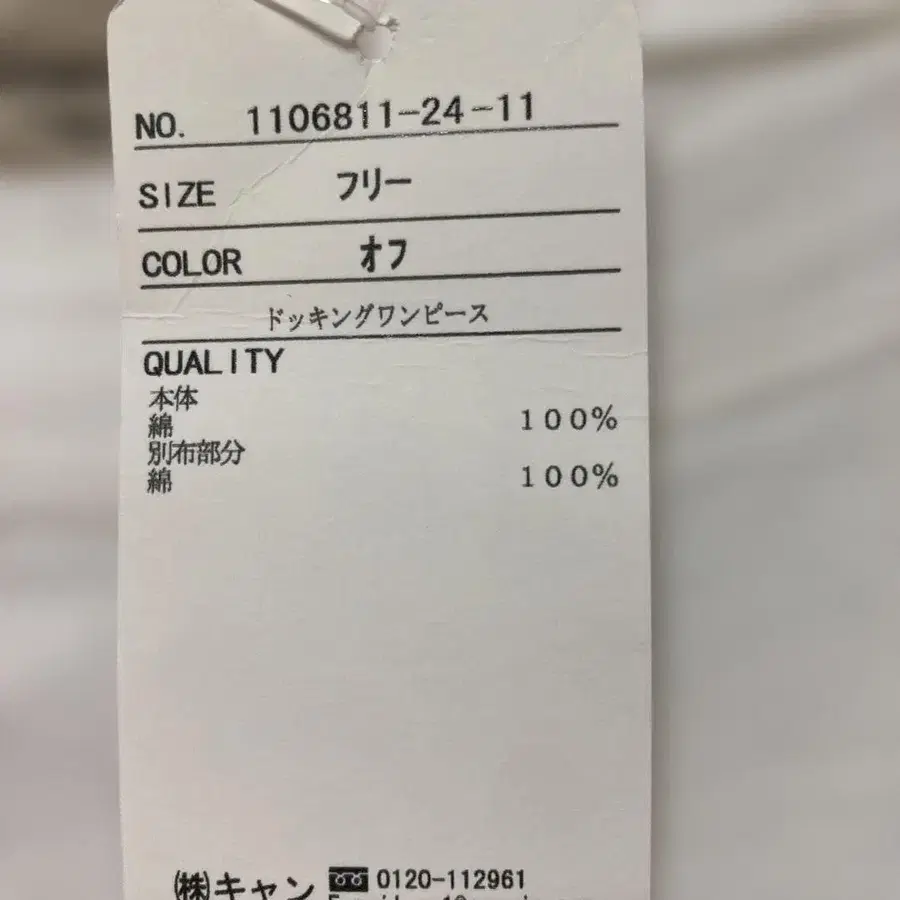 NO. 1106811-24-11
SIZE フリー
COLOR オフ
ドッキングワンピース
QUALITY
本体
綿 100%
別布部分
綿 100%
㈱キャン 0120-112961